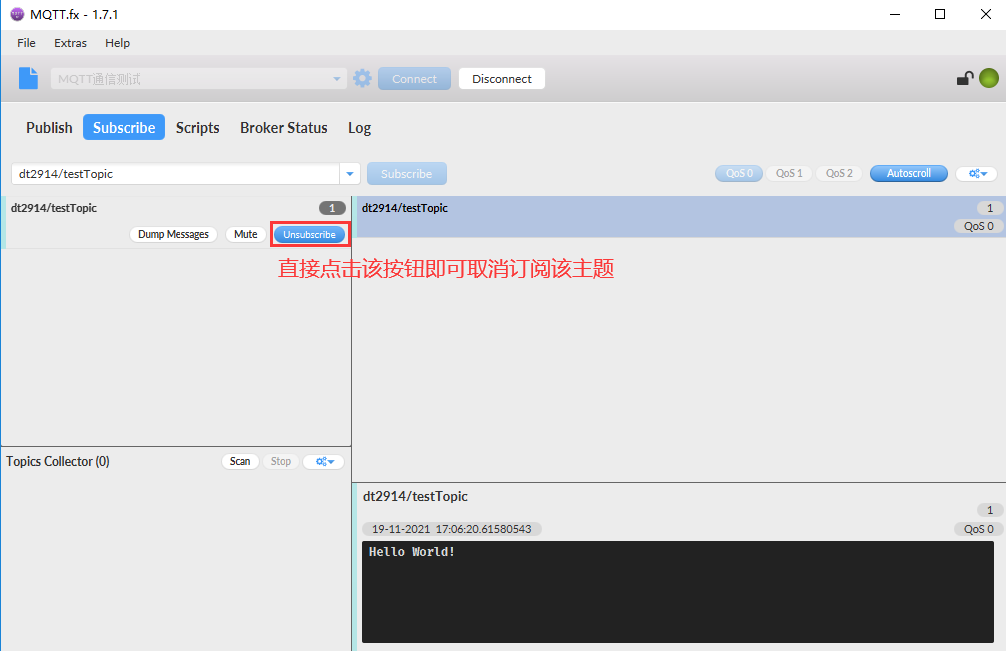 MQTT.fx - 1.7.1
File Extras Help
MQTT通信测试 Connect Disconnect
Publish Subscribe Scripts Broker Status Log
dt2914/testTopic Subscribe QoS 0 QoS 1 QoS 2 Autoscroll
dt2914/testTopic 1
Dump Messages Mute Unsubscribe
直接点击该按钮即可取消订阅该主题
dt2914/testTopic 1
QoS 0
Topics Collector (0) Scan Stop
dt2914/testTopic
1
19-11-2021 17:06:20.61580543 QoS 0
Hello World!